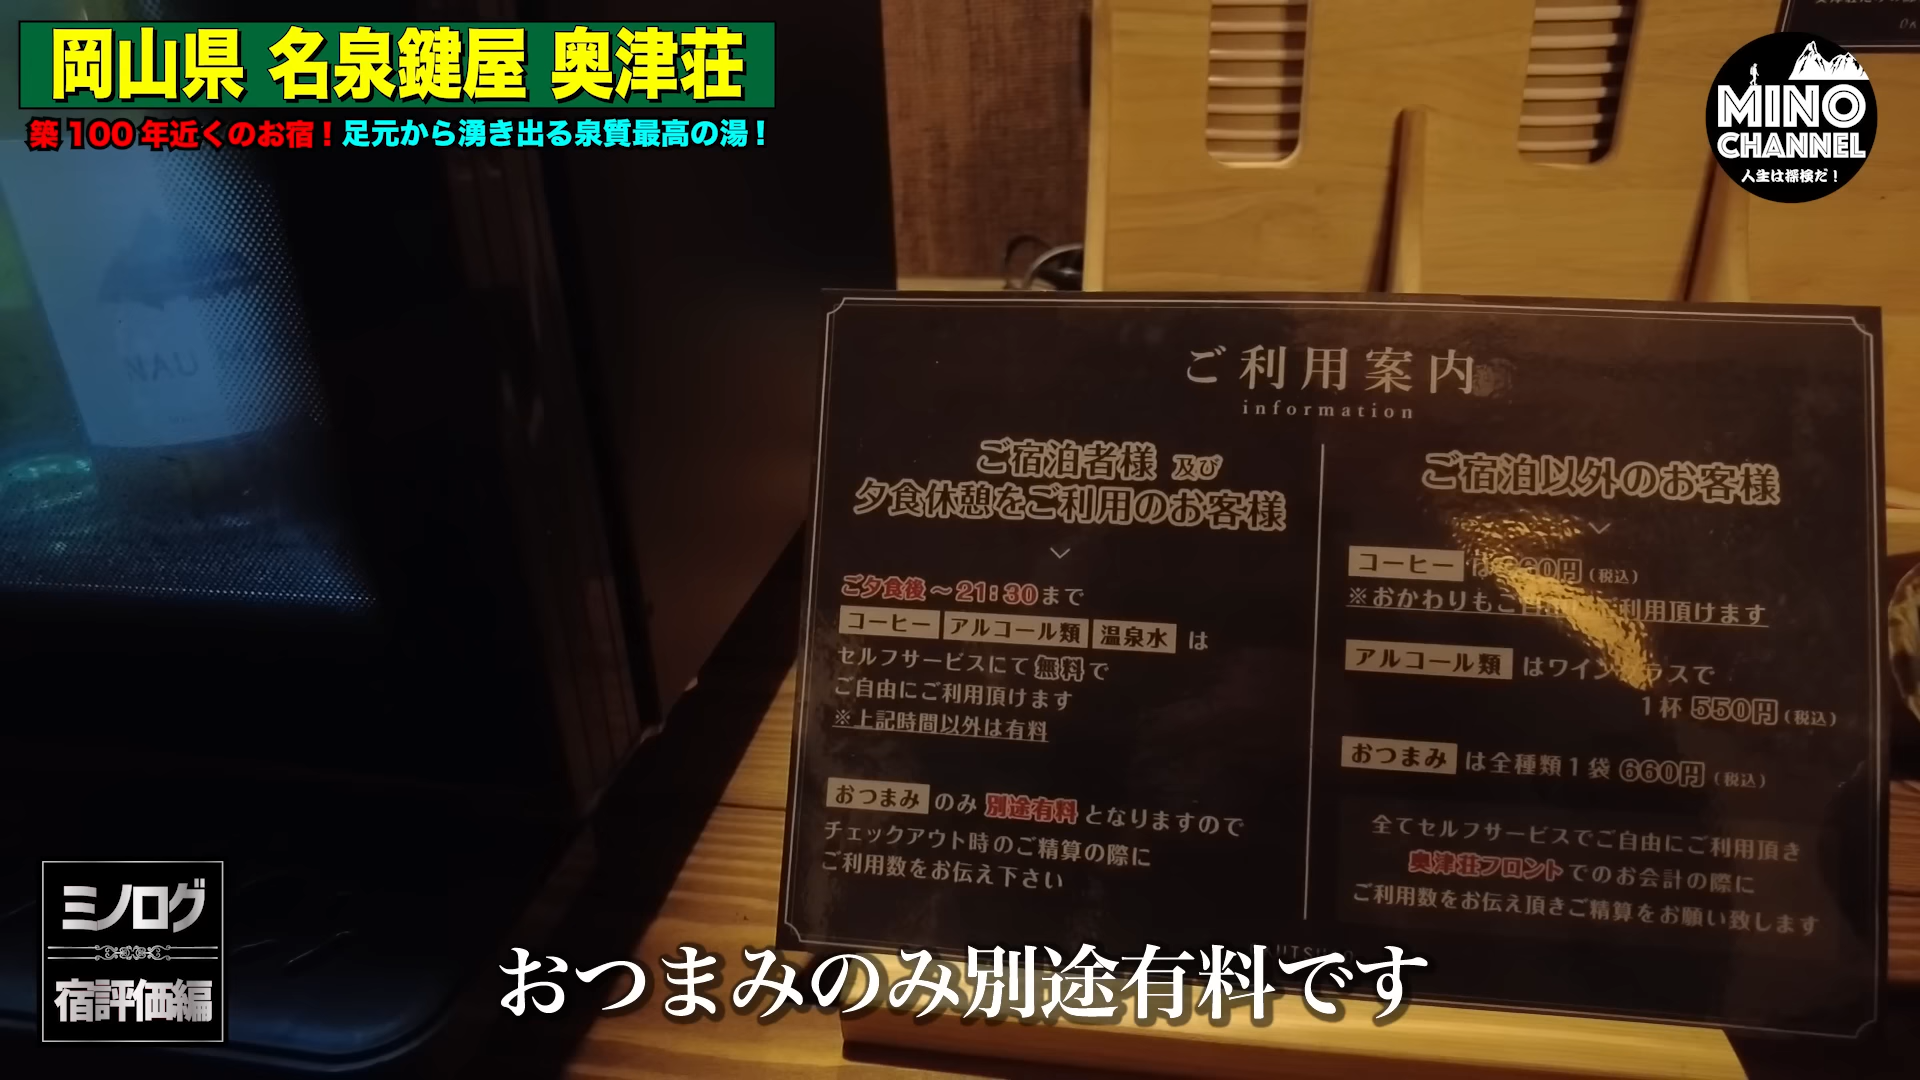 岡山県 名泉鍵屋 奥津荘
築100年近くのお宿！足元から湧き出る泉質最高の湯！
MINO
CHANNEL
人生は探検だ！
ご利用案内
information
ご宿泊者様 及び
夕食休憩をご利用のお客様
ご夕食後～21:30まで
コーヒー アルコール類 温泉水 は
セルフサービスにて無料で
ご自由にご利用頂けます
※上記時間以外は有料
おつまみ のみ 別途有料 となりますので
チェックアウト時のご精算の際に
ご利用数をお伝え下さい
ご宿泊以外のお客様
コーヒー は 60円（税込）
※おかわりもご 利用頂けます
アルコール類 はワイン ラスで
1杯 550円（税込）
おつまみ は全種類1袋 660円（税込）
全てセルフサービスでご自由にご利用頂き
奥津荘フロントでのお会計の際に
ご利用数をお伝え頂きご精算をお願い致します
ミノログ
宿評価編
おつまみのみ別途有料です